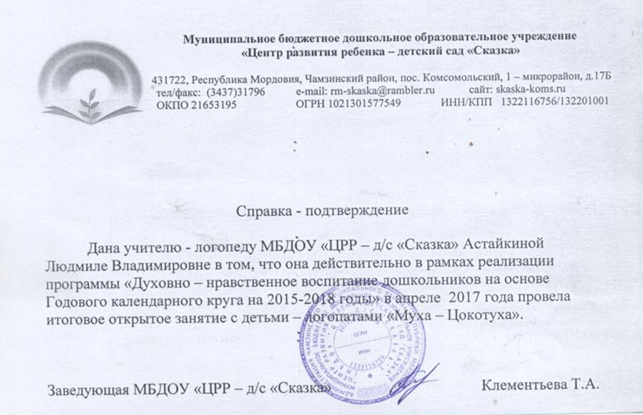 Муниципальное бюджетное дошкольное образовательное учреждение
«Центр развития ребенка – детский сад «Сказка»
431722, Республика Мордовия, Чамзинский район, пос. Комсомольский, 1 – микрорайон, д.17Б
тел/факс: (3437)31796 e-mail: rm-skaska@rambler.ru сайт: skaska-koms.ru
ОКПО 21653195 ОГРН 1021301577549 ИНН/КПП 1322116756/132201001
Справка - подтверждение
Дана учителю - логопеду МБДОУ «ЦРР – д/с «Сказка» Астайкиной
Людмиле Владимировне в том, что она действительно в рамках реализации
программы «Духовно – нравственное воспитание дошкольников на основе
Годового календарного круга на 2015-2018 годы» в апреле 2017 года провела
итоговое открытое занятие с детьми – логопатами «Муха – Цокотуха».
Заведующая МБДОУ «ЦРР – д/с «Сказка» Клементьева Т.А.